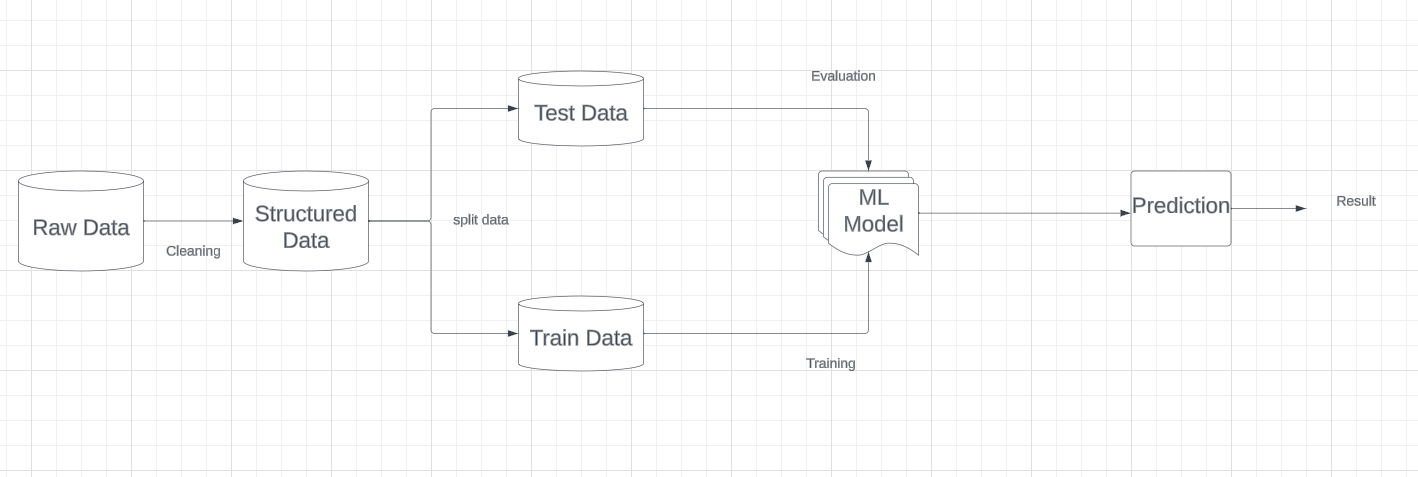 Raw Data
Cleaning
Structured
Data
split data
Test Data
Train Data
Evaluation
ML
Model
Training
Prediction
Result